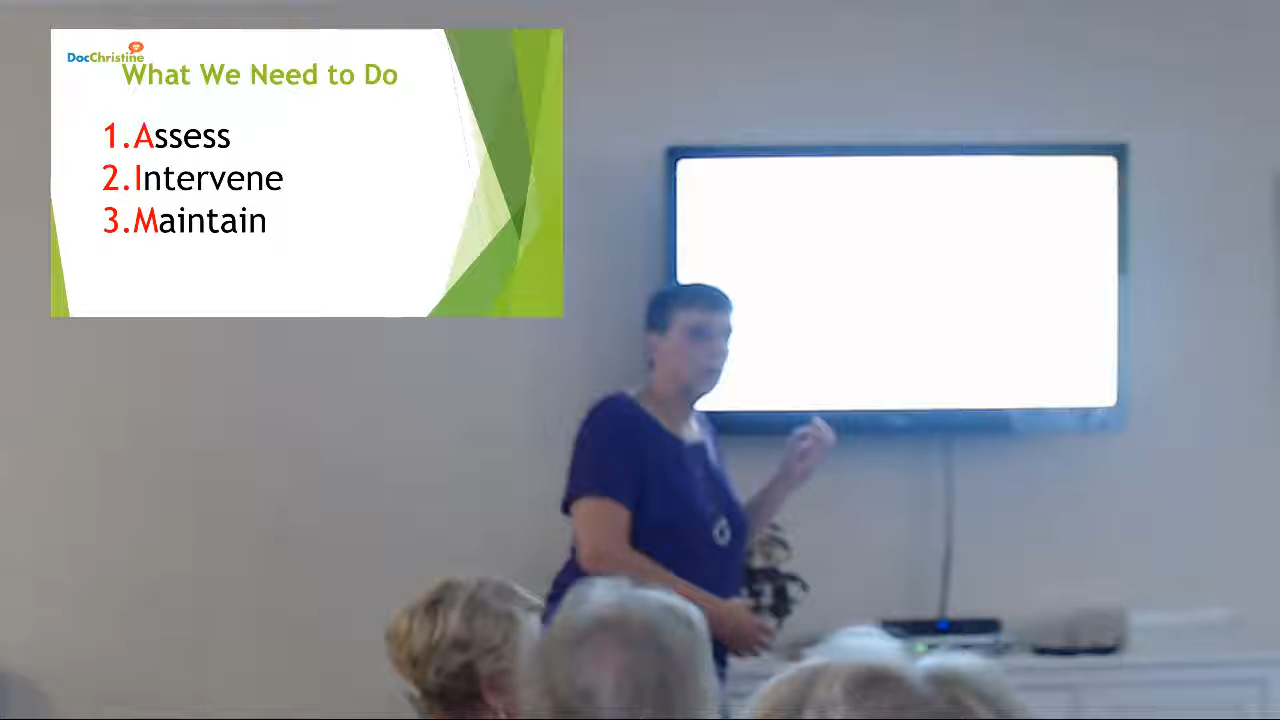 DocChristine
What We Need to Do
1.Assess
2.Intervene
3.Maintain